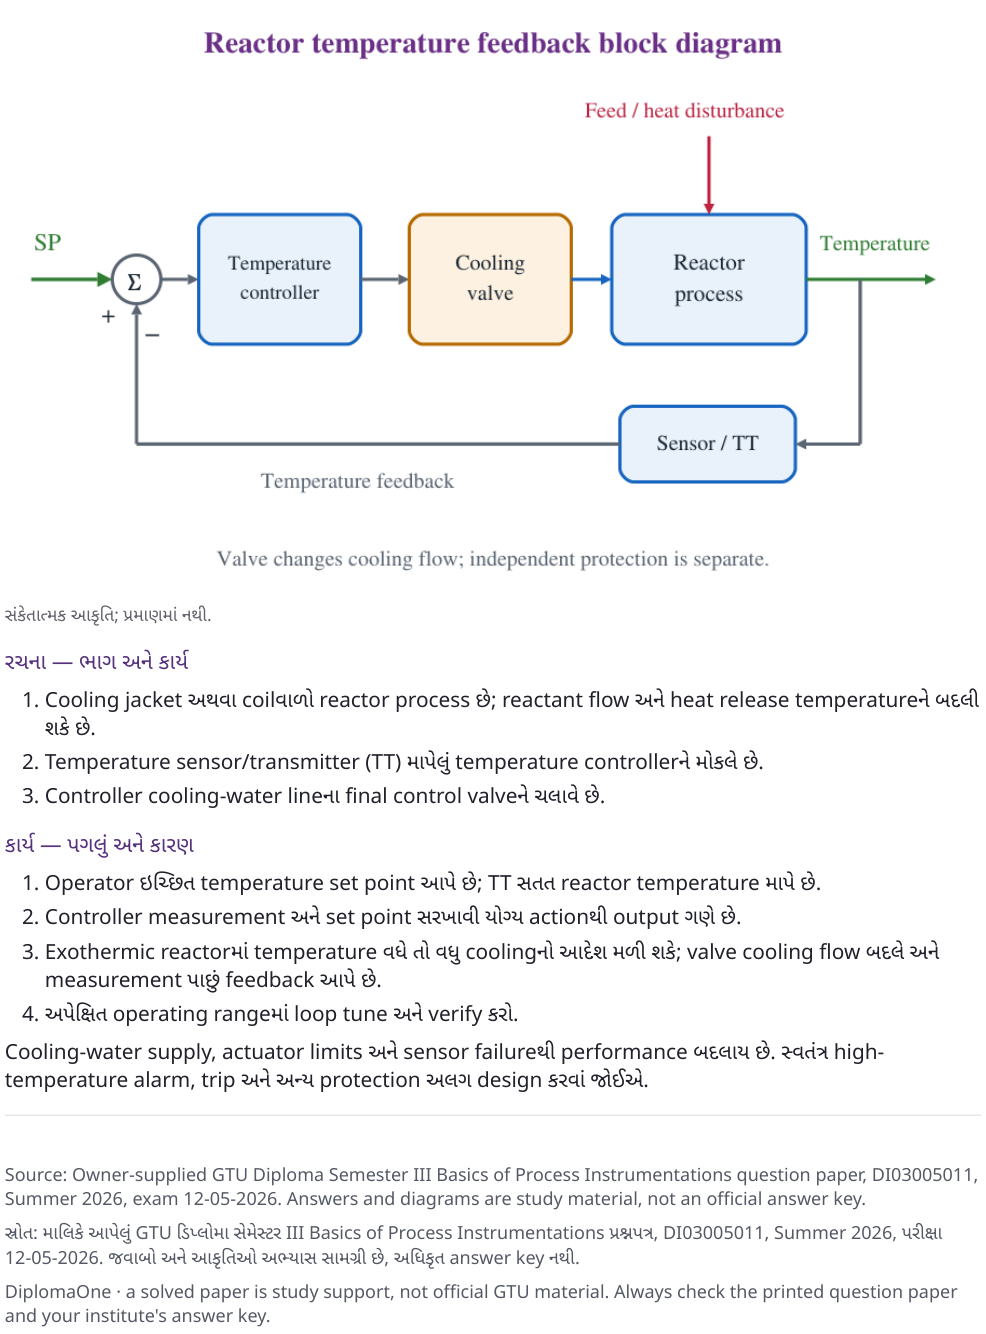 Reactor temperature feedback block diagram
Feed / heat disturbance
SP
Temperature
Σ
+
−
Temperature
controller
Cooling
valve
Reactor
process
Sensor / TT
Temperature feedback
Valve changes cooling flow; independent protection is separate.
સંકેતાત્મક આકૃતિ; પ્રમાણમાં નથી.
રચના — ભાગ અને કાર્ય
1. Cooling jacket અથવા coilવાળો reactor process છે; reactant flow અને heat release temperatureને બદલી
શકે છે.
2. Temperature sensor/transmitter (TT) માપેલું temperature controllerને મોકલે છે.
3. Controller cooling-water lineના final control valveને ચલાવે છે.
કાર્ય — પગલું અને કારણ
1. Operator ઇચ્છિત temperature set point આપે છે; TT સતત reactor temperature માપે છે.
2. Controller measurement અને set point સરખાવી યોગ્ય actionથી output ગણે છે.
3. Exothermic reactorમાં temperature વધે તો વધુ coolingનો આદેશ મળી શકે; valve cooling flow બદલે અને
measurement પાછું feedback આપે છે.
4. અપેક્ષિત operating rangeમાં loop tune અને verify કરો.
Cooling-water supply, actuator limits અને sensor failureથી performance બદલાય છે. સ્વતંત્ર high-
temperature alarm, trip અને અન્ય protection અલગ design કરવાં જોઈએ.
Source: Owner-supplied GTU Diploma Semester III Basics of Process Instrumentations question paper, DI03005011,
Summer 2026, exam 12-05-2026. Answers and diagrams are study material, not an official answer key.
સ્રોત: માલિકે આપેલું GTU ડિપ્લોમા સેમેસ્ટર III Basics of Process Instrumentations પ્રશ્નપત્ર, DI03005011, Summer 2026, પરીક્ષા
12-05-2026. જવાબો અને આકૃતિઓ અભ્યાસ સામગ્રી છે, અધિકૃત answer key નથી.
DiplomaOne · a solved paper is study support, not official GTU material. Always check the printed question paper
and your institute's answer key.